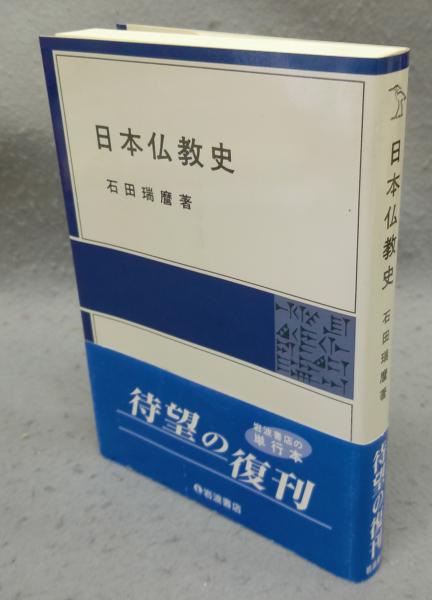 日本仏教史
石田瑞麿著
岩波書店の
単行本
待望の復刊
岩波書店
日本仏教史
石田瑞麿著
待望の復刊